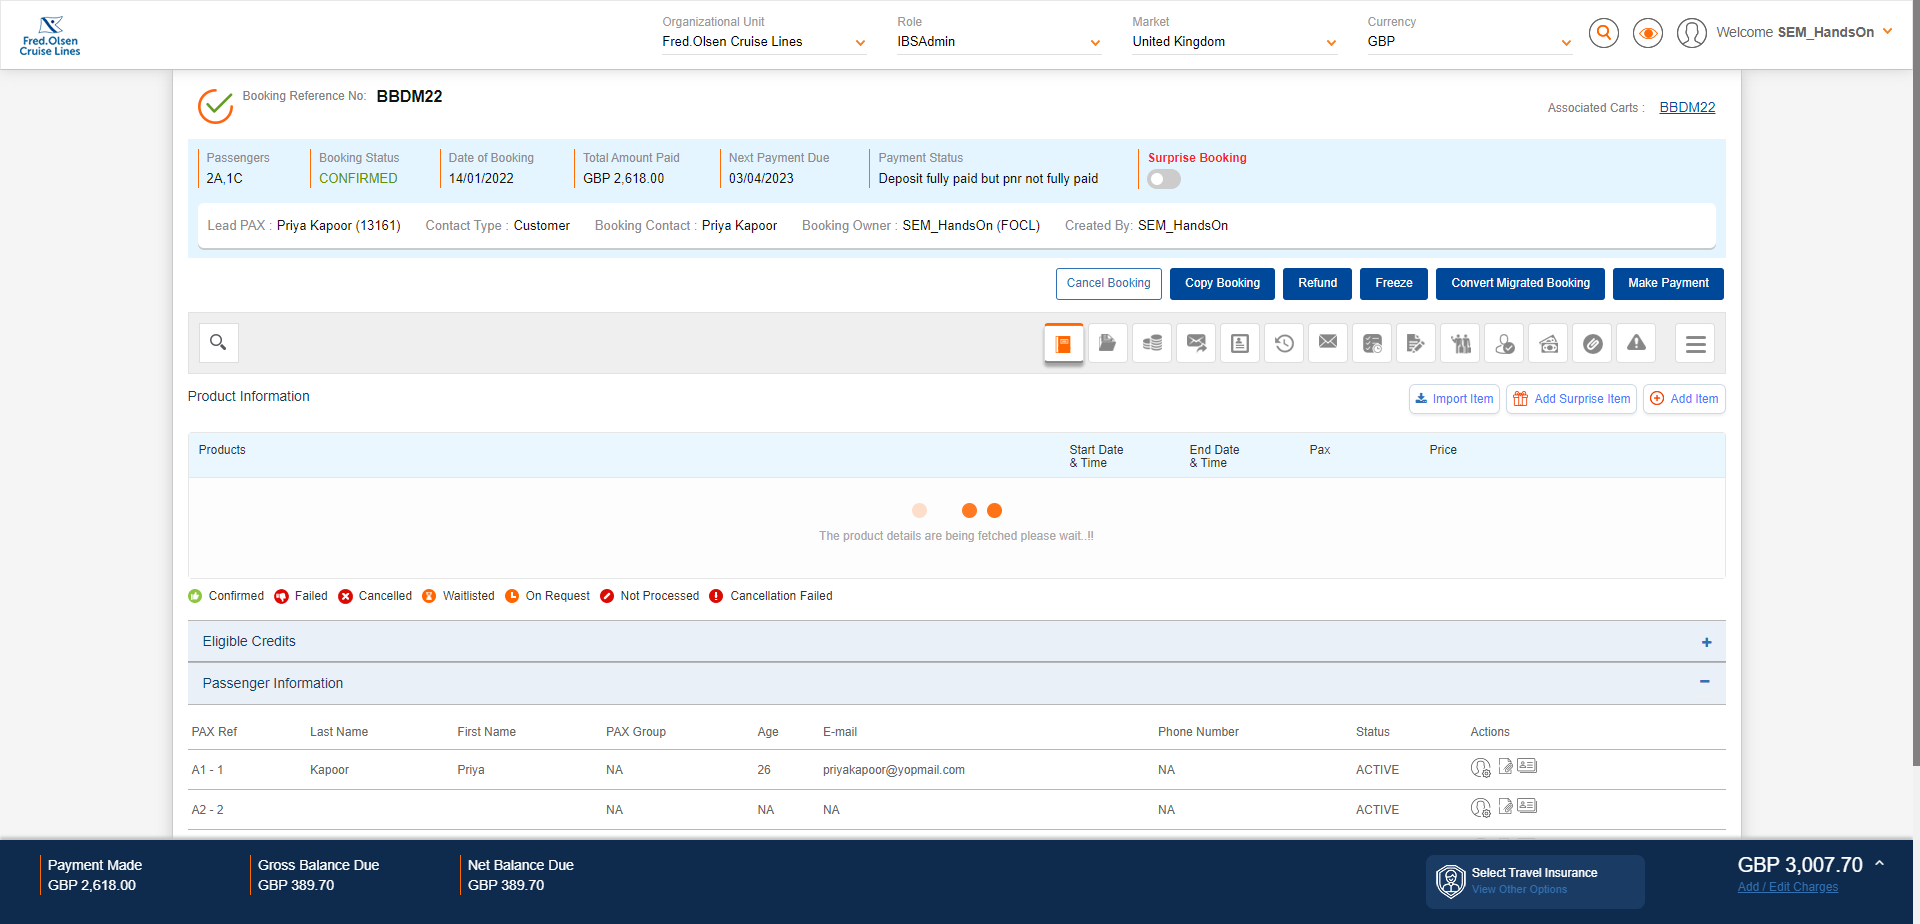 Fred.Olsen
Cruise Lines
Organizational Unit
Fred.Olsen Cruise Lines
Role
IBSAdmin
Market
United Kingdom
Currency
GBP
Welcome SEM_HandsOn
Booking Reference No: BBDM22
Associated Carts : BBDM22
Passengers
2A,1C
Booking Status
CONFIRMED
Date of Booking
14/01/2022
Total Amount Paid
GBP 2,618.00
Next Payment Due
03/04/2023
Payment Status
Deposit fully paid but pnr not fully paid
Surprise Booking
Lead PAX : Priya Kapoor (13161) Contact Type : Customer Booking Contact : Priya Kapoor Booking Owner : SEM_HandsOn (FOCL) Created By: SEM_HandsOn
Cancel Booking Copy Booking Refund Freeze Convert Migrated Booking Make Payment
Product Information
Import Item Add Surprise Item Add Item
Products Start Date & Time End Date & Time Pax Price
The product details are being fetched please wait..!!
Confirmed Failed Cancelled Waitlisted On Request Not Processed Cancellation Failed
Eligible Credits
Passenger Information
PAX Ref Last Name First Name PAX Group Age E-mail Phone Number Status Actions
A1 - 1 Kapoor Priya NA 26 priyakapoor@yopmail.com NA ACTIVE
A2 - 2 NA NA NA NA ACTIVE
Payment Made
GBP 2,618.00
Gross Balance Due
GBP 389.70
Net Balance Due
GBP 389.70
Select Travel Insurance
View Other Options
GBP 3,007.70
Add / Edit Charges